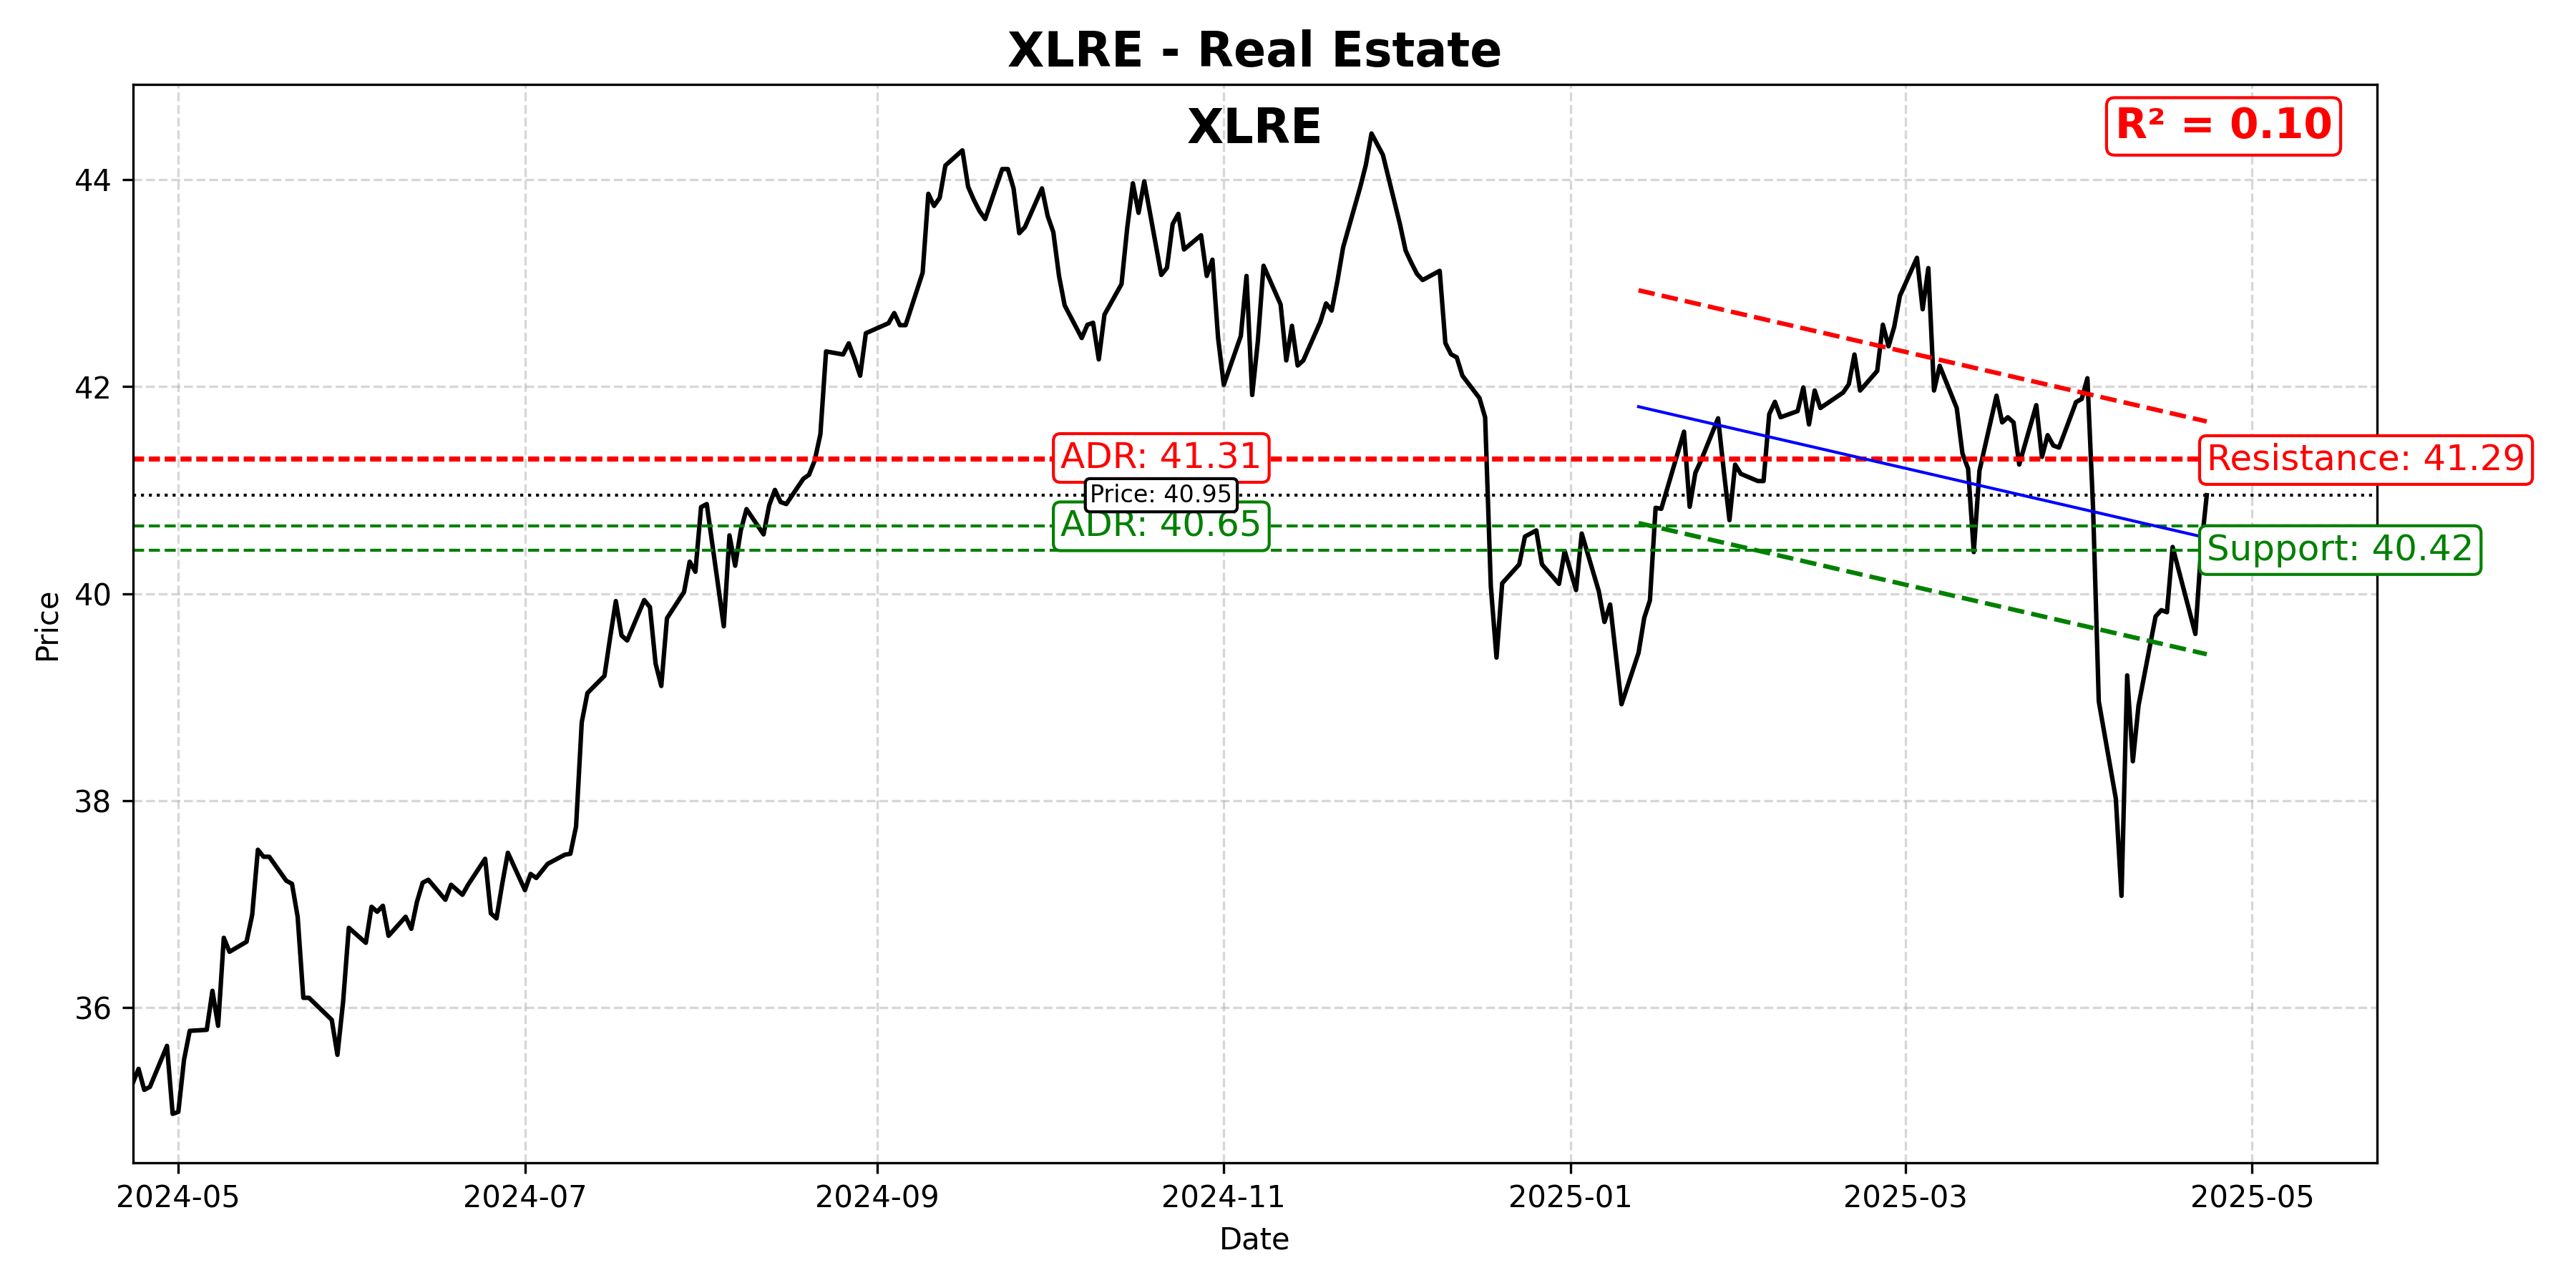 XLRE - Real Estate
XLRE
R² = 0.10
44
42
40
38
36
Price
ADR: 41.31
Price: 40.95
ADR: 40.65
Resistance: 41.29
Support: 40.42
2024-05
2024-07
2024-09
2024-11
2025-01
2025-03
2025-05
Date